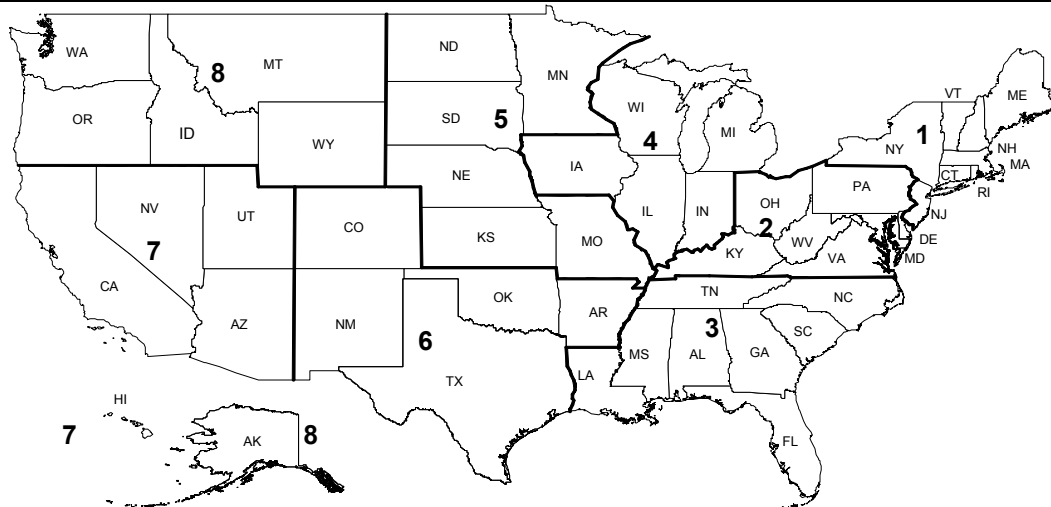 ND
WA
VT
MT
8
MN
ME
WI
OR
SD
5
ID
4
MI
1
NY
NH
WY
MA
IA
NE
CT
PA
RI
NV
UT
IL
IN
OH
NJ
CO
2
KS
MO
WV
DE
7
KY
VA
MD
CA
TN
OK
NC
AZ
NM
AR
3
SC
6
MS
AL
GA
TX
LA
HI
7
AK
8
FL